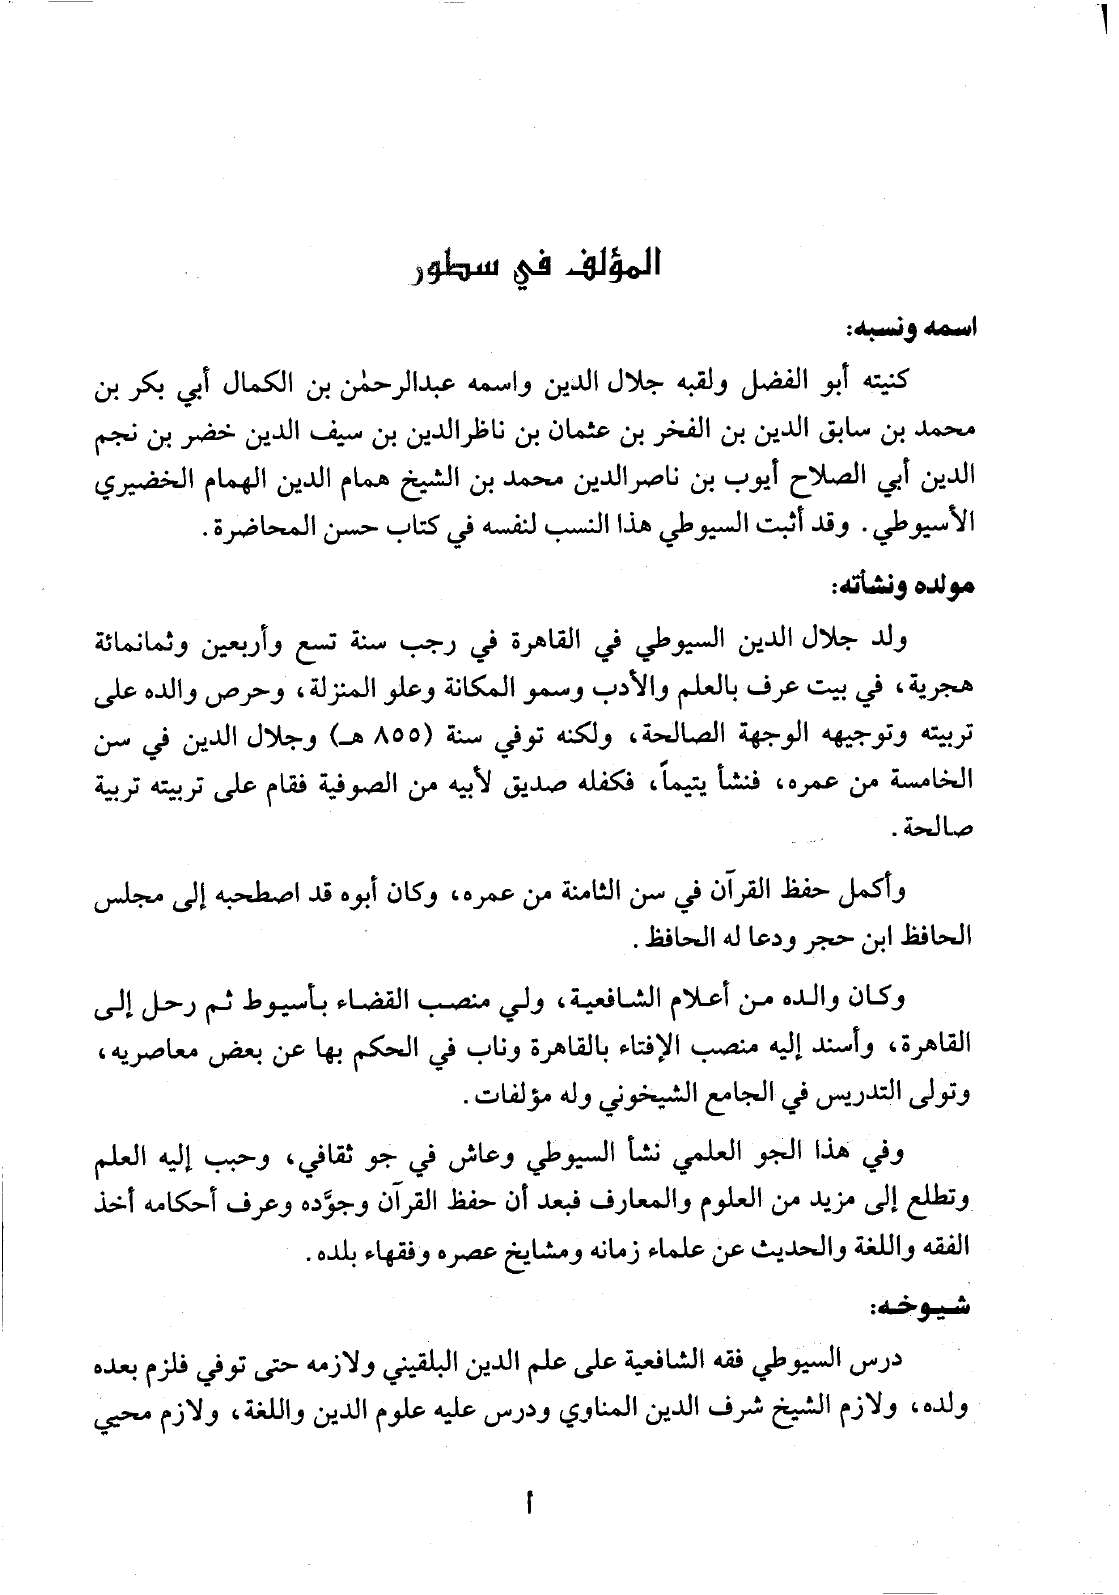 المؤلف في سطور
اسمه ونسبه:
كنيته أبو الفضل ولقبه جلال الدين واسمه عبدالرحمٰن بن الكمال أبي بكر بن
محمد بن سابق الدين بن الفخر بن عثمان بن ناظرالدين بن سيف الدين خضر بن نجم
الدين أبي الصلاح أيوب بن ناصرالدين محمد بن الشيخ همام الدين الهمام الخضيري
الأسيوطي. وقد أثبت السيوطي هذا النسب لنفسه في كتاب حسن المحاضرة.
مولده ونشأته:
ولد جلال الدين السيوطي في القاهرة في رجب سنة تسع وأربعين وثمانمائة
هجرية، في بيت عرف بالعلم والأدب وسمو المكانة وعلو المنزلة، وحرص والده على
تربيته وتوجيهه الوجهة الصالحة، ولكنه توفي سنة (٨٥٥ هـ) وجلال الدين في سن
الخامسة من عمره، فنشأ يتيماً، فكفله صديق لأبيه من الصوفية فقام على تربيته تربية
صالحة.
وأكمل حفظ القرآن في سن الثامنة من عمره، وكان أبوه قد اصطحبه إلى مجلس
الحافظ ابن حجر ودعا له الحافظ.
وكان والده من أعلام الشافعية، ولي منصب القضاء بأسيوط ثم رحل إلى
القاهرة، وأسند إليه منصب الإفتاء بالقاهرة وناب في الحكم بها عن بعض معاصريه،
وتولى التدريس في الجامع الشيخوني وله مؤلفات.
وفي هذا الجو العلمي نشأ السيوطي وعاش في جو ثقافي، وحبب إليه العلم
وتطلع إلى مزيد من العلوم والمعارف فبعد أن حفظ القرآن وجوَّده وعرف أحكامه أخذ
الفقه واللغة والحديث عن علماء زمانه ومشايخ عصره وفقهاء بلده.
شيوخه:
درس السيوطي فقه الشافعية على علم الدين البلقيني ولازمه حتى توفي فلزم بعده
ولده، ولازم الشيخ شرف الدين المناوي ودرس عليه علوم الدين واللغة، ولازم محيي
أ